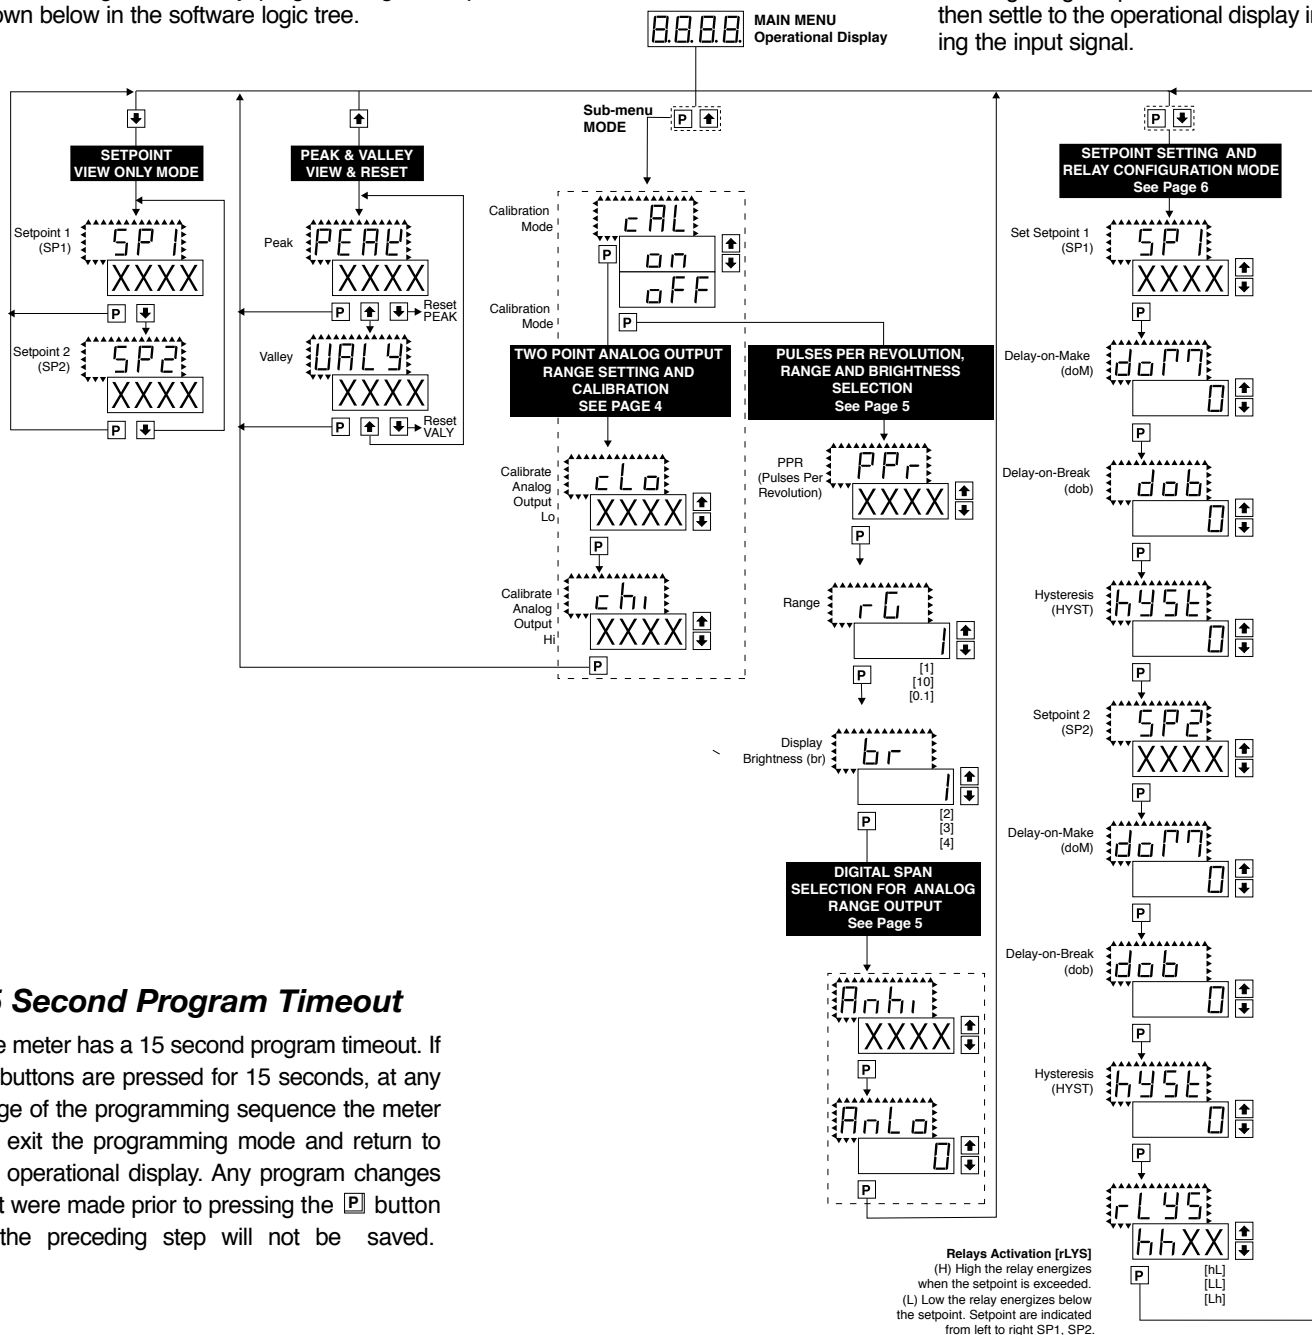 own below in the software logic tree.
then settle to the operational display in
ing the input signal.
8.8.8.8.
MAIN MENU
Operational Display
SETPOINT
VIEW ONLY MODE
Setpoint 1
(SP1)
SP1
XXXX
P
Setpoint 2
(SP2)
SP2
XXXX
P
PEAK & VALLEY
VIEW & RESET
Peak
PEAK
XXXX
P
Reset
PEAK
Valley
VALY
XXXX
P
Reset
VALY
Sub-menu
MODE
P
Calibration
Mode
cAL
P
on
oFF
Calibration
Mode
P
TWO POINT ANALOG OUTPUT
RANGE SETTING AND
CALIBRATION
SEE PAGE 4
Calibrate
Analog
Output
Lo
cLo
XXXX
P
Calibrate
Analog
Output
Hi
chi
XXXX
P
PULSES PER REVOLUTION,
RANGE AND BRIGHTNESS
SELECTION
See Page 5
PPR
(Pulses Per
Revolution)
PPr
XXXX
P
Range
rG
1
P
[1]
[10]
[0.1]
Display
Brightness (br)
br
1
P
[2]
[3]
[4]
DIGITAL SPAN
SELECTION FOR ANALOG
RANGE OUTPUT
See Page 5
Anhi
XXXX
P
AnLo
0
P
P
SETPOINT SETTING AND
RELAY CONFIGURATION MODE
See Page 6
Set Setpoint 1
(SP1)
SP1
XXXX
P
Delay-on-Make
(doM)
doM
0
P
Delay-on-Break
(dob)
dob
0
P
Hysteresis
(HYST)
hYSt
0
P
Setpoint 2
(SP2)
SP2
XXXX
P
Delay-on-Make
(doM)
doM
0
P
Delay-on-Break
(dob)
dob
0
P
Hysteresis
(HYST)
hYSt
0
P
rLYS
hhXX
P
[hL]
[LL]
[Lh]
Relays Activation [rLYS]
(H) High the relay energizes
when the setpoint is exceeded.
(L) Low the relay energizes below
the setpoint. Setpoint are indicated
from left to right SP1, SP2.
5 Second Program Timeout
e meter has a 15 second program timeout. If
buttons are pressed for 15 seconds, at any
ge of the programming sequence the meter
exit the programming mode and return to
operational display. Any program changes
t were made prior to pressing the P button
the preceding step will not be saved.